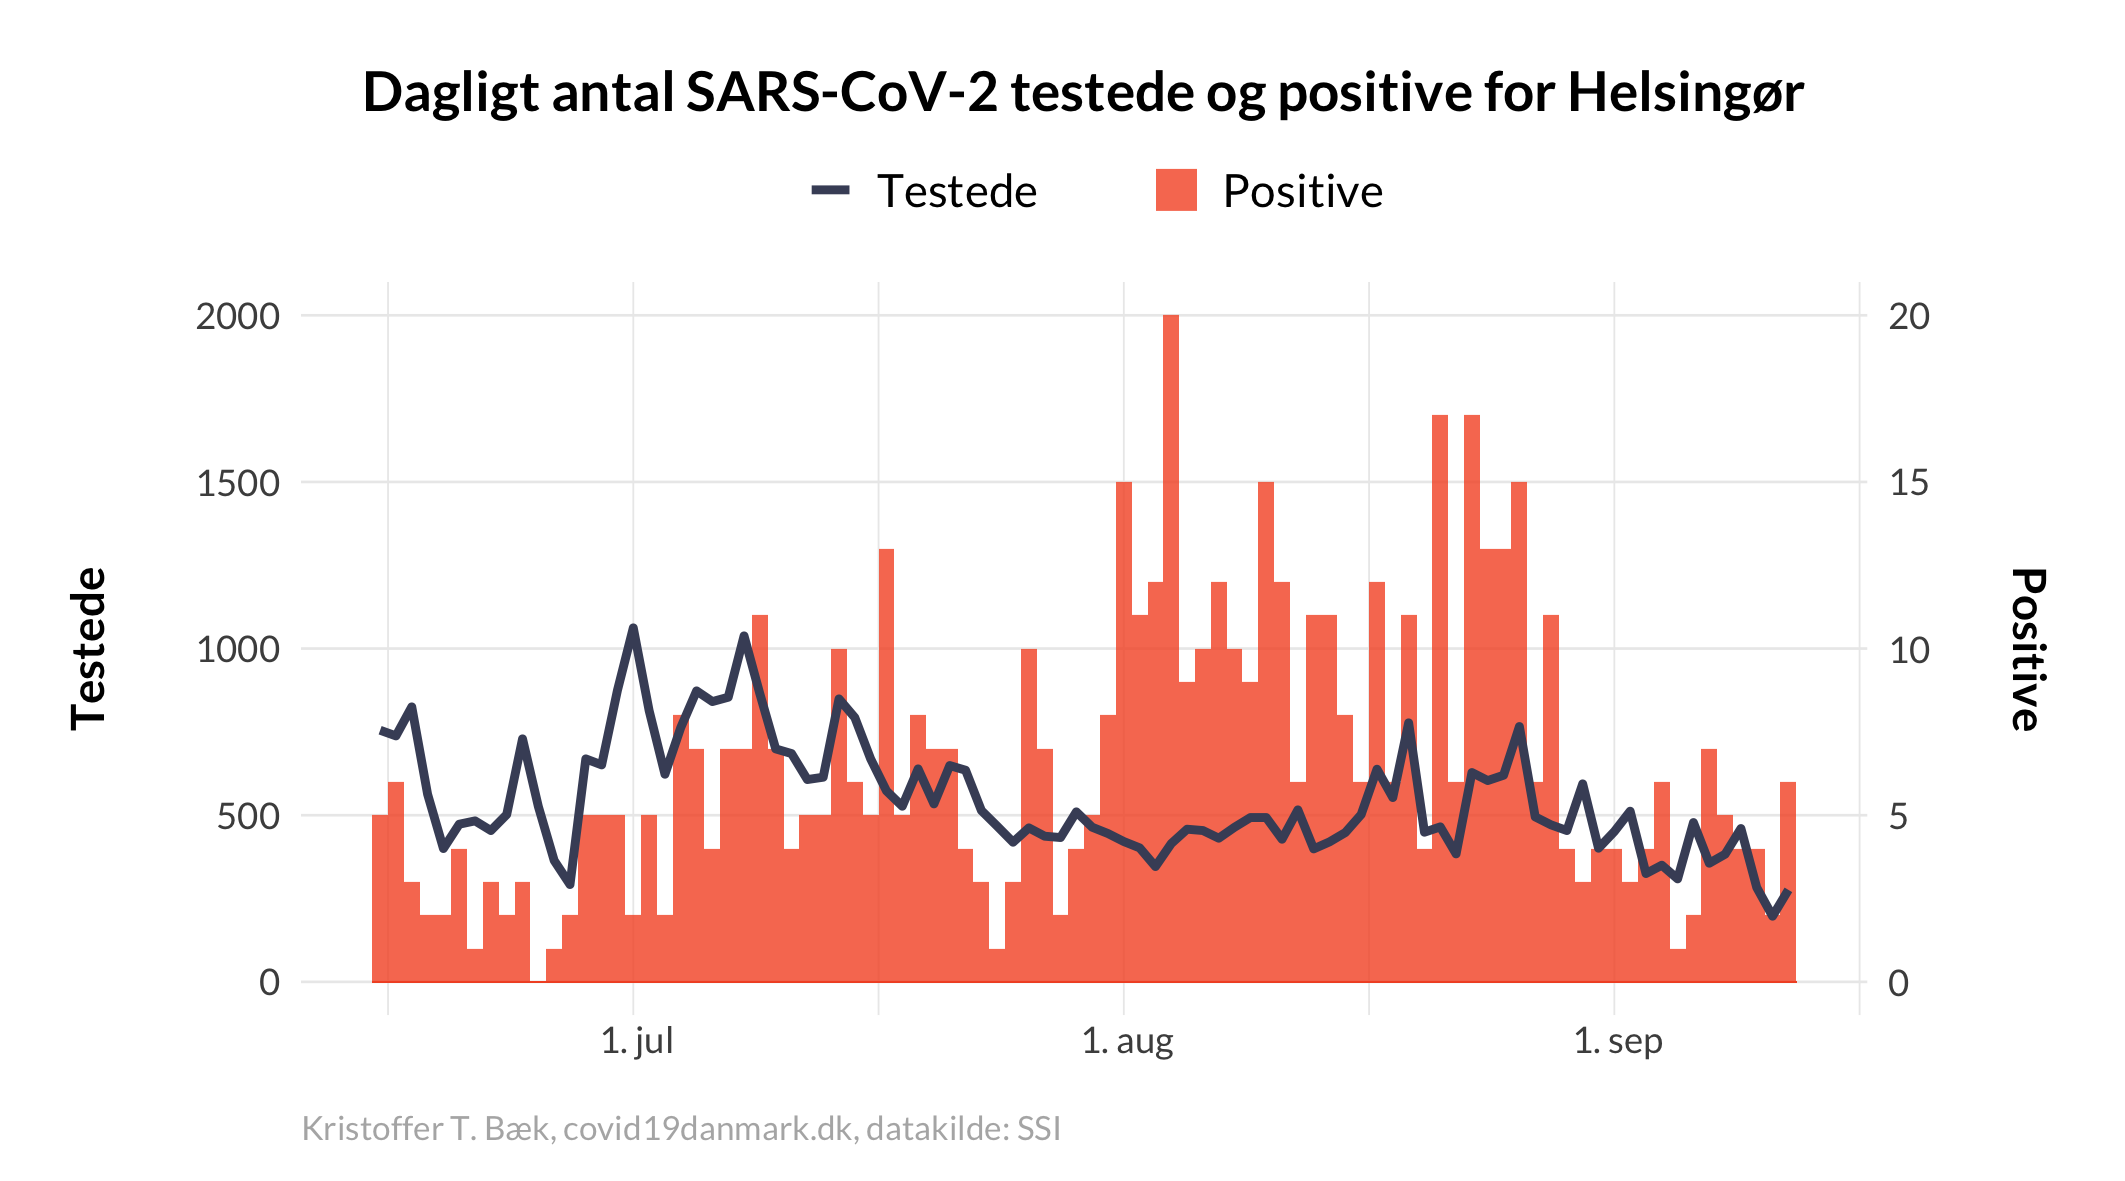 Dagligt antal SARS-CoV-2 testede og positive for Helsingør
Testede
Positive
2000
1500
1000
500
0
20
15
10
5
0
Testede
Positive
1. jul
1. aug
1. sep
Kristoffer T. Bæk, covid19danmark.dk, datakilde: SSI